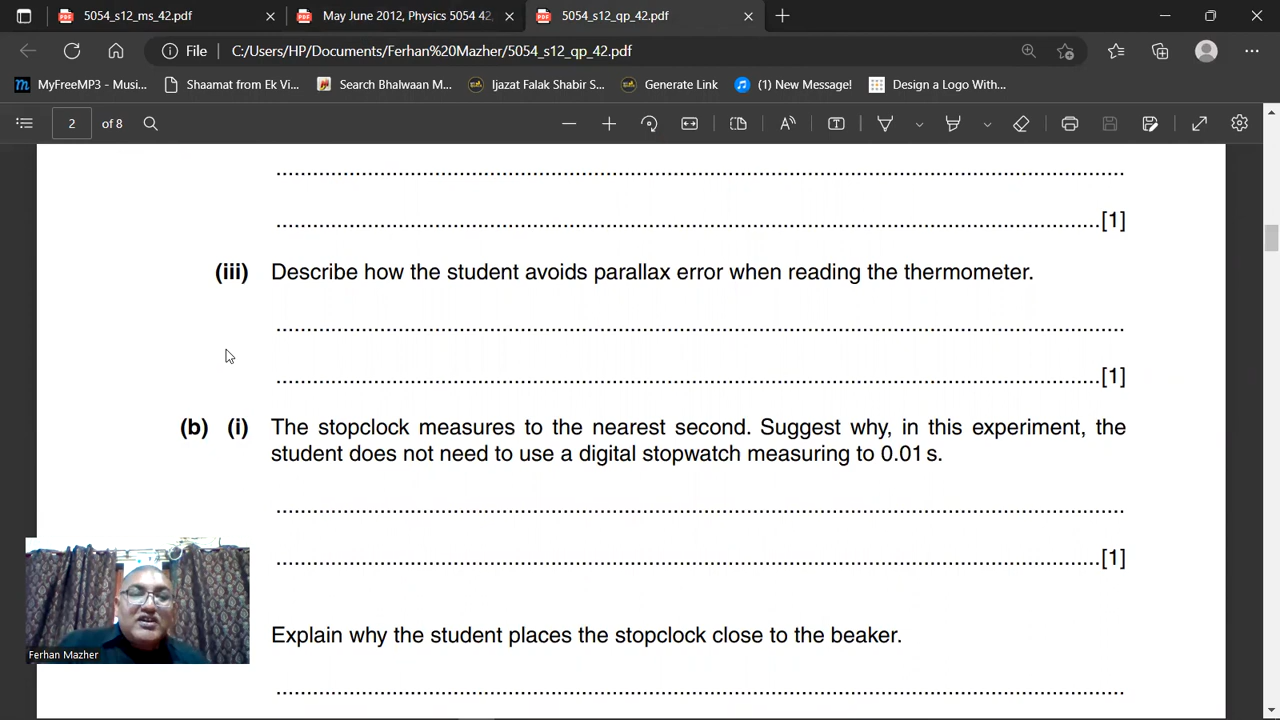 5054_s12_ms_42.pdf
May June 2012, Physics 5054 42,
5054_s12_qp_42.pdf
File
C:/Users/HP/Documents/Ferhan%20Mazher/5054_s12_qp_42.pdf
MyFreeMP3 - Musi...
Shaamat from Ek Vi...
Search Bhalwaan M...
Ijazat Falak Shabir S...
Generate Link
(1) New Message!
Design a Logo With...
2 of 8
[1]
(iii) Describe how the student avoids parallax error when reading the thermometer.
[1]
(b) (i) The stopclock measures to the nearest second. Suggest why, in this experiment, the
student does not need to use a digital stopwatch measuring to 0.01 s.
[1]
Explain why the student places the stopclock close to the beaker.
Ferhan Mazher